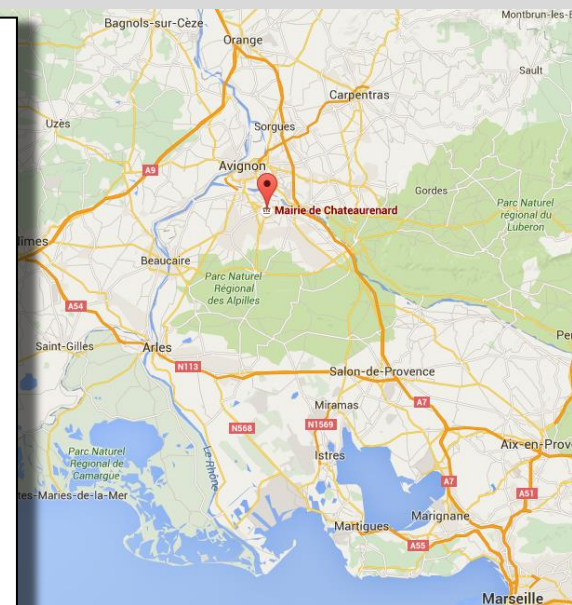 Montbrun-les-B
Bagnols-sur-Cèze
Orange
Sault
Carpentras
Uzès
Sorgues
A9
Avignon
Gordes
Mairie de Chateaurenard
Parc Naturel
régional du
Luberon
Beaucaire
Parc Naturel
Régional
des Alpilles
A54
Saint-Gilles
Arles
Per
N113
Salon-de-Provence
Miramas
A7
N568
N1569
Aix-en-Prov
Istres
Parc Naturel
Régional de
Camargue
Le Rhône
A7
A51
tes-Maries-de-la-Mer
Marignane
Martigues
A55
Marseille